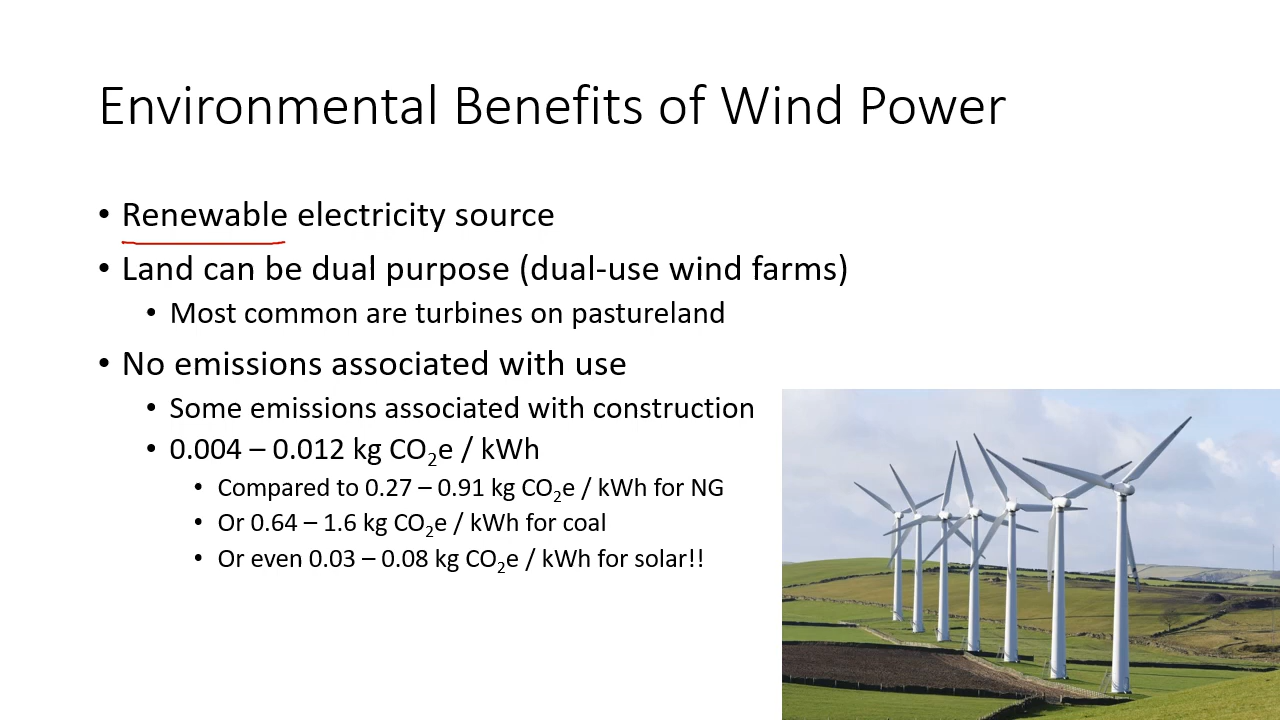 Environmental Benefits of Wind Power
• Renewable electricity source
• Land can be dual purpose (dual-use wind farms)
• Most common are turbines on pastureland
• No emissions associated with use
• Some emissions associated with construction
• 0.004 – 0.012 kg CO₂e / kWh
• Compared to 0.27 – 0.91 kg CO₂e / kWh for NG
• Or 0.64 – 1.6 kg CO₂e / kWh for coal
• Or even 0.03 – 0.08 kg CO₂e / kWh for solar!!